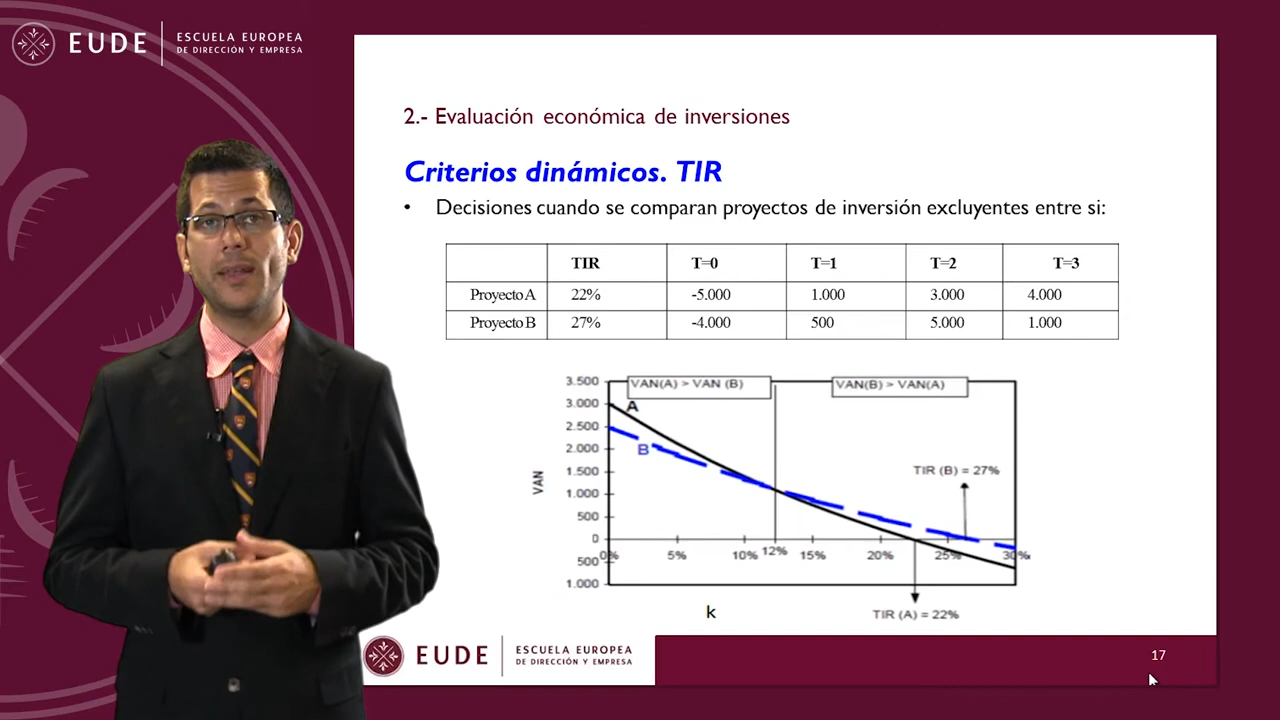 EUDE
ESCUELA EUROPEA
DE DIRECCIÓN Y EMPRESA
2.- Evaluación económica de inversiones
Criterios dinámicos. TIR
• Decisiones cuando se comparan proyectos de inversión excluyentes entre si:
TIR T=0 T=1 T=2 T=3
Proyecto A 22% -5.000 1.000 3.000 4.000
Proyecto B 27% -4.000 500 5.000 1.000
VAN(A) > VAN (B)
VAN(B) > VAN(A)
3.500
3.000
2.500
2.000
1.500
1.000
500
0
500
1.000
VAN
A
B
0% 5% 10% 12% 15% 20% 25% 30%
TIR (B) = 27%
TIR (A) = 22%
k
EUDE
ESCUELA EUROPEA
DE DIRECCIÓN Y EMPRESA
17